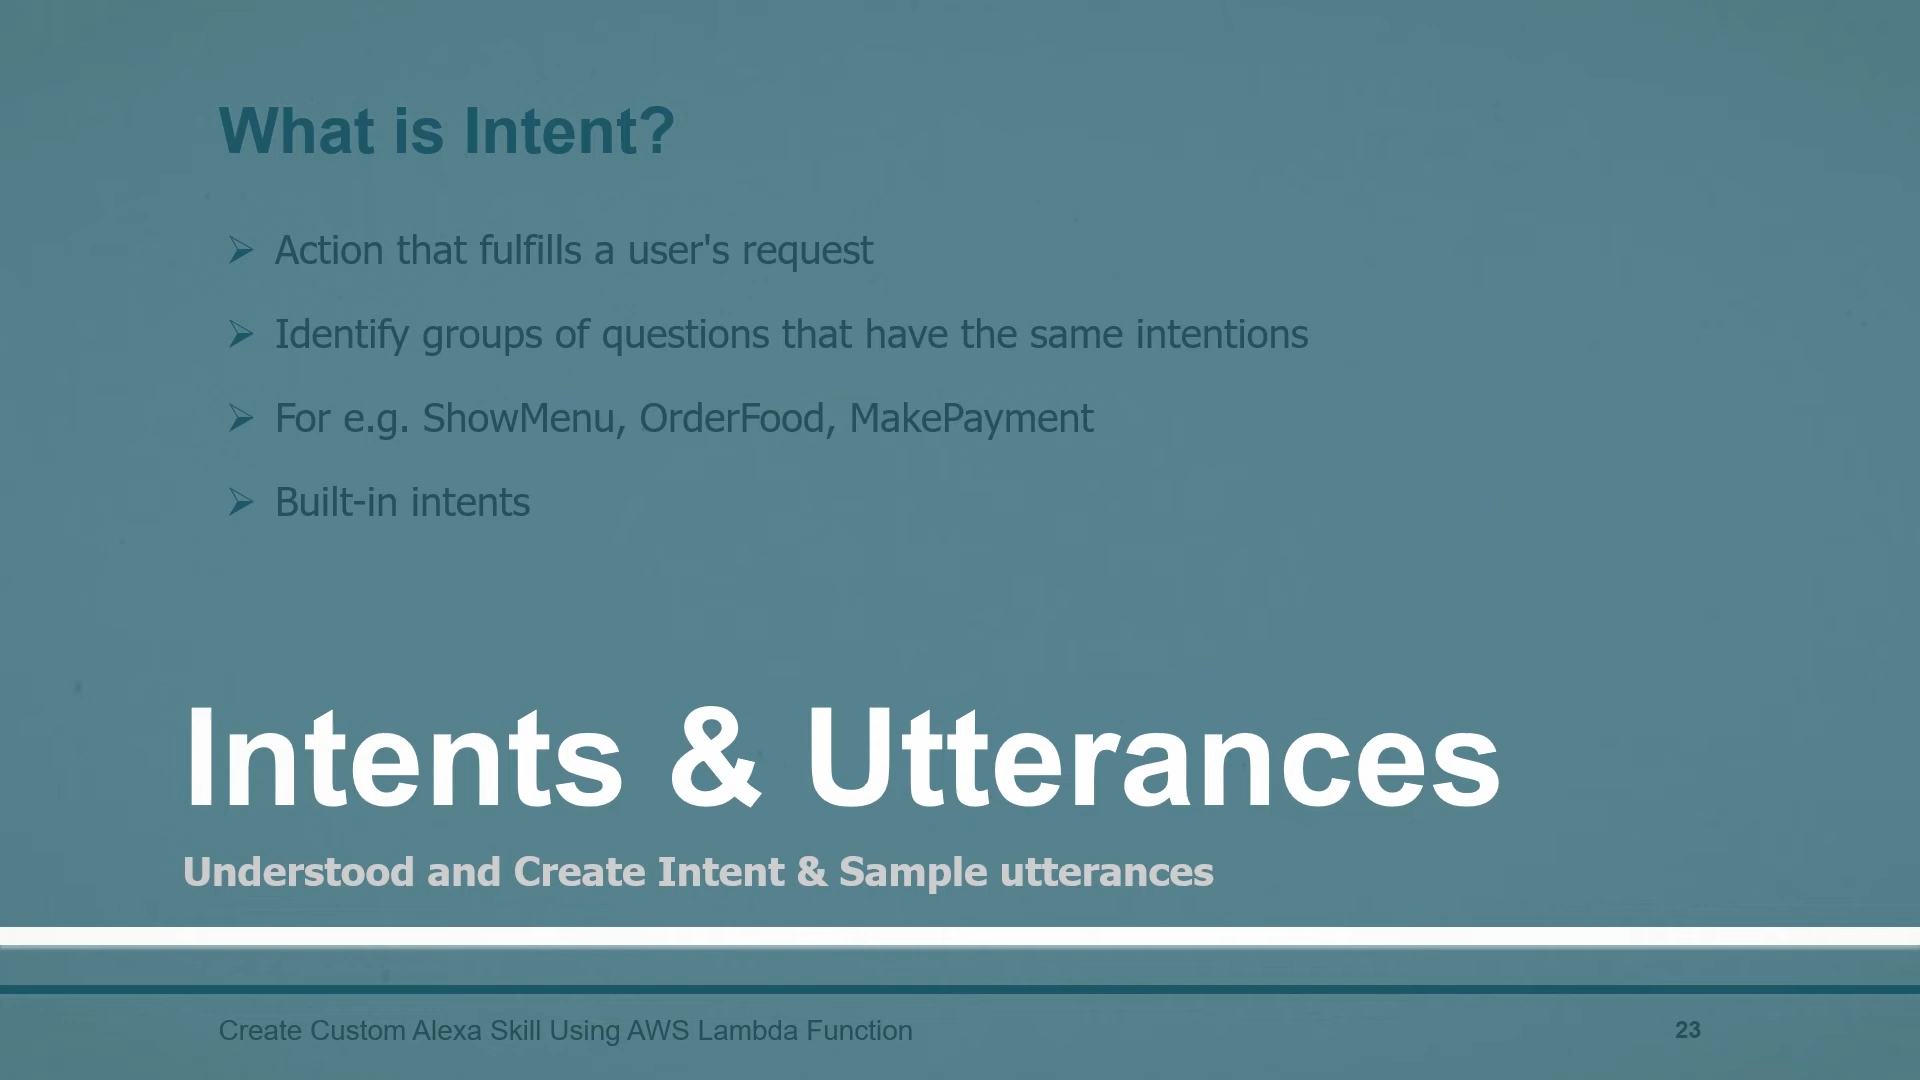 What is Intent?
Action that fulfills a user's request
Identify groups of questions that have the same intentions
For e.g. ShowMenu, OrderFood, MakePayment
Built-in intents
Intents & Utterances
Understood and Create Intent & Sample utterances
Create Custom Alexa Skill Using AWS Lambda Function
23